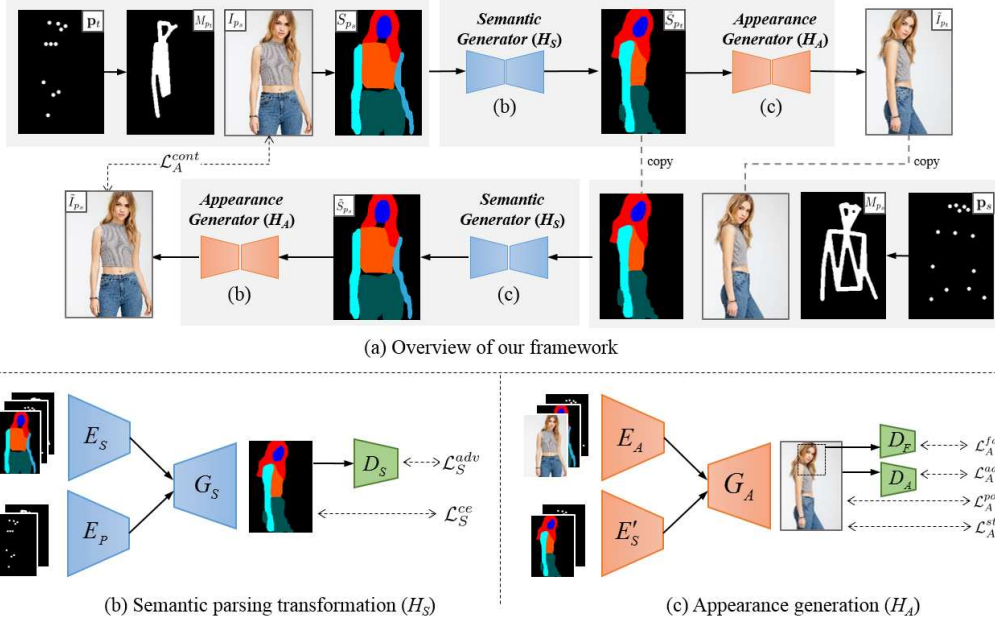 p_t
M_{p_t}
I_{p_s}
S_{p_s}
Semantic
Generator (H_S)
(b)
S̃_{p_t}
Appearance
Generator (H_A)
(c)
Ĩ_{p_t}
L_A^{cont}
copy
copy
Ĩ_{p_s}
Appearance
Generator (H_A)
(b)
S̃_{p_s}
Semantic
Generator (H_S)
(c)
M_{p_s}
p_s
(a) Overview of our framework
E_S
E_P
G_S
D_S
L_S^{adv}
L_S^{ce}
(b) Semantic parsing transformation (H_S)
E_A
E'_S
G_A
D_F
D_A
(c) Appearance generation (H_A)